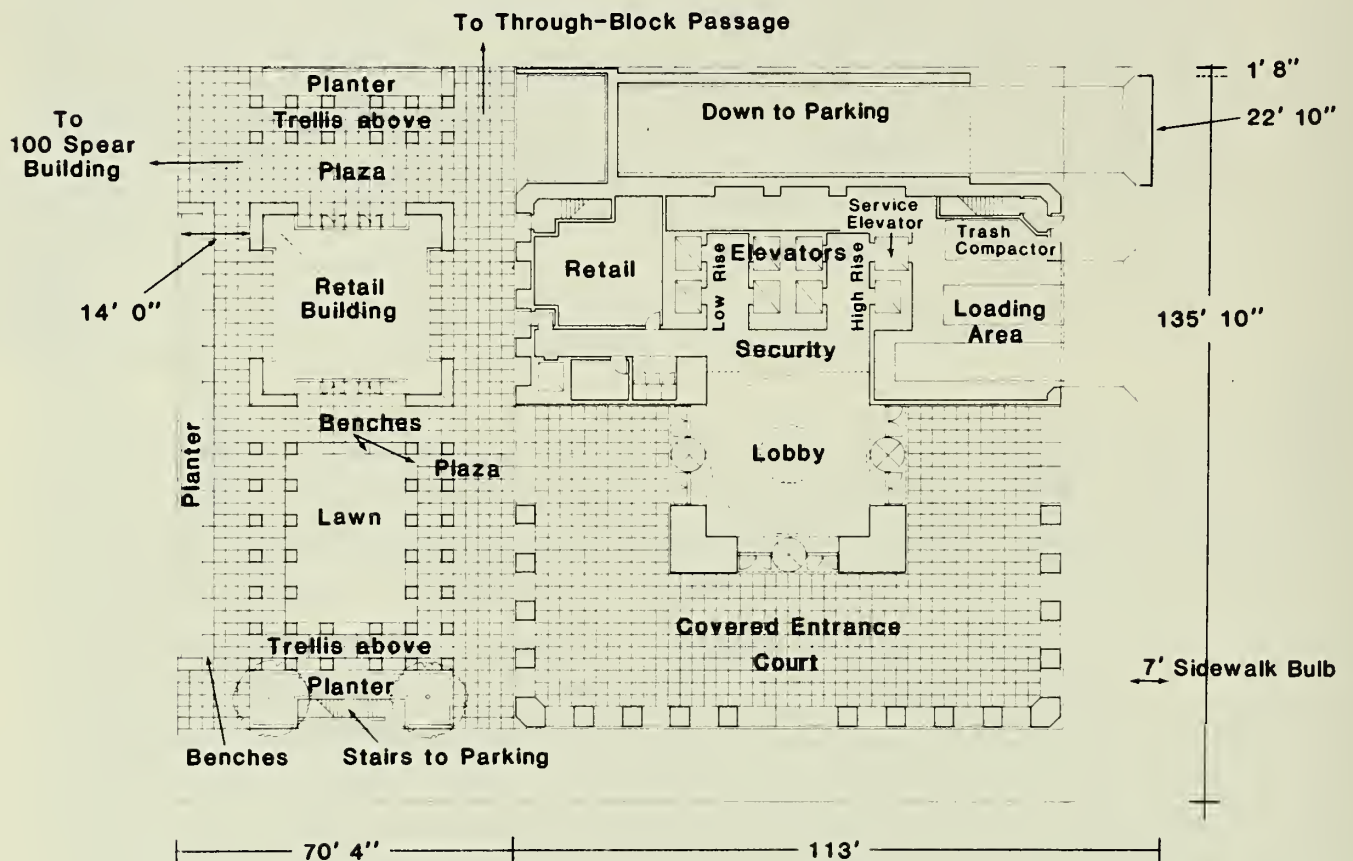 To Through-Block Passage
Planter
1' 8"
Trellis above
Down to Parking
22' 10"
To
100 Spear
Building
Plaza
Service
Elevator
Trash
Compactor
Elevators
Low Rise
High Rise
Retail
Retail
Building
14' 0"
Loading
Area
135' 10"
Security
Benches
Lobby
Plaza
Planter
Lawn
Covered Entrance
Court
Trellis above
7' Sidewalk Bulb
Planter
Benches
Stairs to Parking
70' 4"
113'